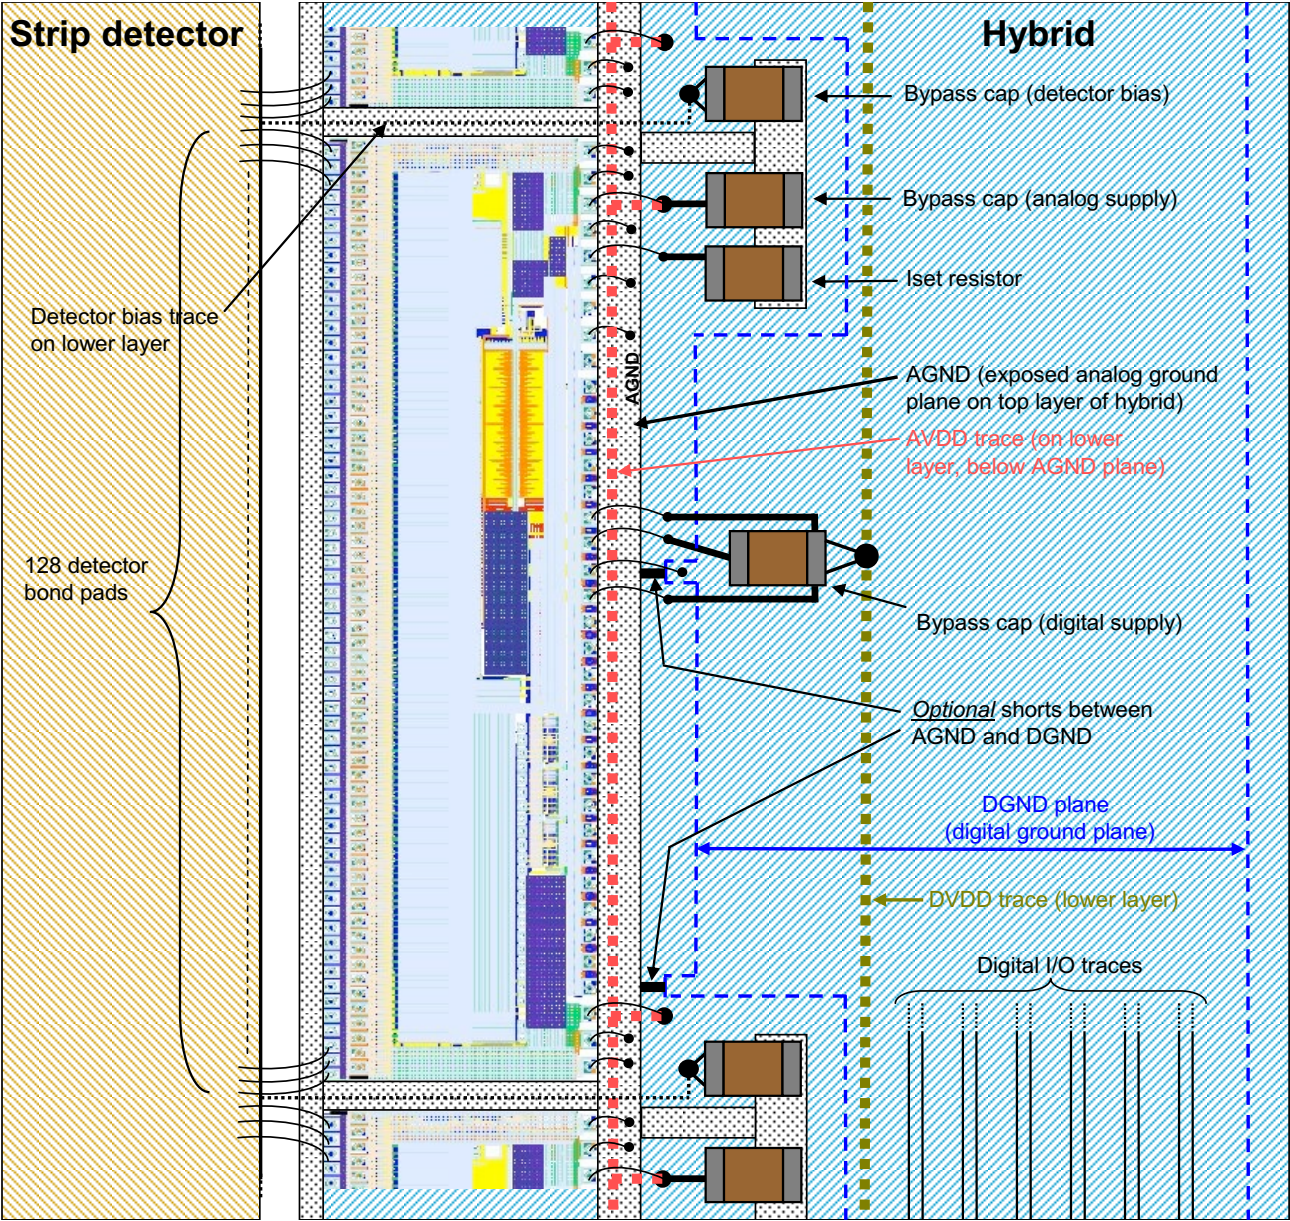 Strip detector
Hybrid
Bypass cap (detector bias)
Bypass cap (analog supply)
Iset resistor
Detector bias trace
on lower layer
AGND
AGND (exposed analog ground
plane on top layer of hybrid)
AVDD trace (on lower
layer, below AGND plane)
128 detector
bond pads
Bypass cap (digital supply)
Optional shorts between
AGND and DGND
DGND plane
(digital ground plane)
DVDD trace (lower layer)
Digital I/O traces